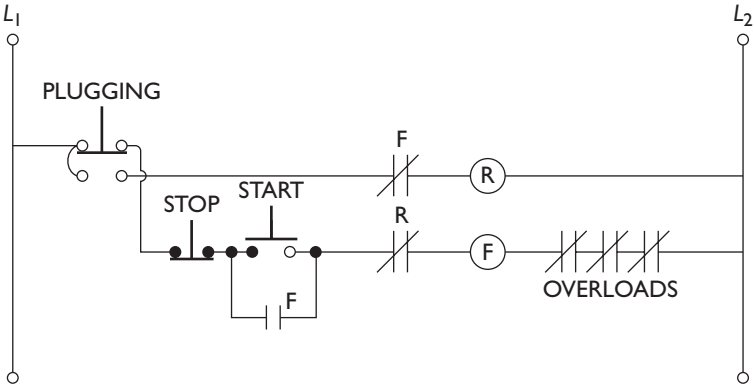 L1
L2
PLUGGING
F
R
START
STOP
R
F
F
OVERLOADS